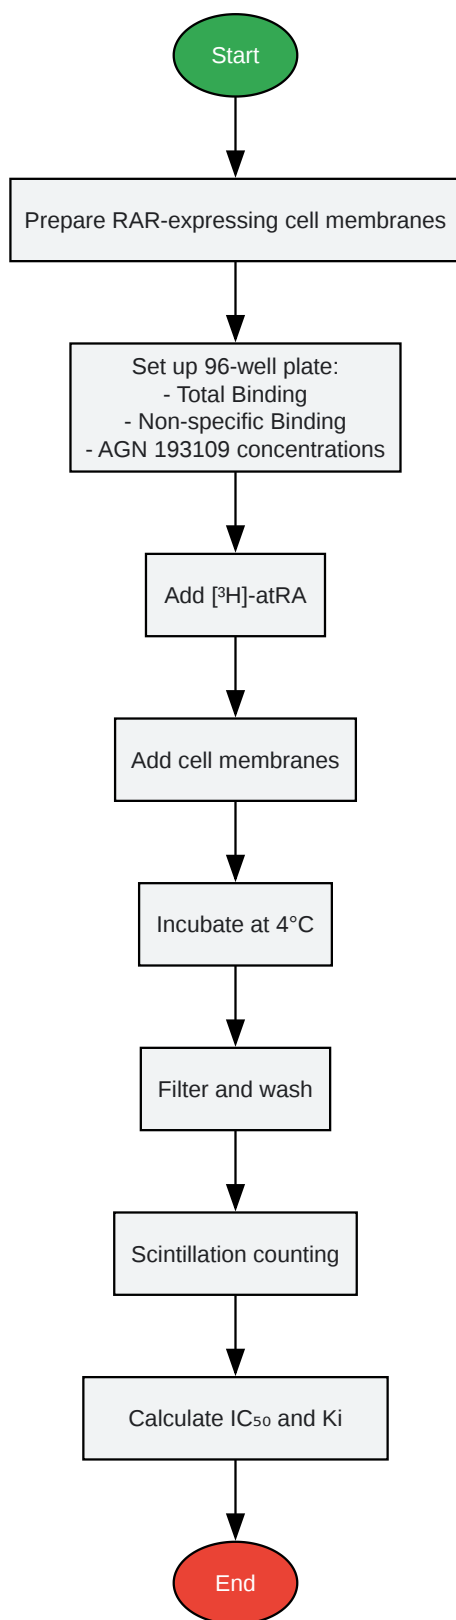 Start
Prepare RAR-expressing cell membranes
Set up 96-well plate:
- Total Binding
- Non-specific Binding
- AGN 193109 concentrations
Add [³H]-atRA
Add cell membranes
Incubate at 4°C
Filter and wash
Scintillation counting
Calculate IC₅₀ and Ki
End